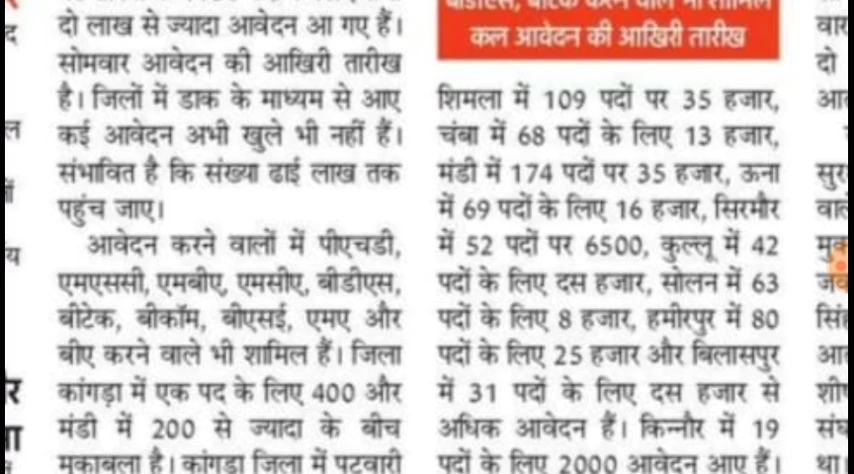 दो लाख से ज्यादा आवेदन आ गए हैं।
सोमवार आवेदन की आखिरी तारीख
है। जिलों में डाक के माध्यम से आए
कई आवेदन अभी खुले भी नहीं हैं।
संभावित है कि संख्या ढाई लाख तक
पहुंच जाए।
आवेदन करने वालों में पीएचडी,
एमएससी, एमबीए, एमसीए, बीडीएस,
बीटेक, बीकॉम, बीएसई, एमए और
बीए करने वाले भी शामिल हैं। जिला
कांगड़ा में एक पद के लिए 400 और
मंडी में 200 से ज्यादा के बीच
मुकाबला है। कांगड़ा जिला में पटवारी
बीडीएस, बीटेक करने वाले भी शामिल
कल आवेदन की आखिरी तारीख
शिमला में 109 पदों पर 35 हजार,
चंबा में 68 पदों के लिए 13 हजार,
मंडी में 174 पदों पर 35 हजार, ऊना
में 69 पदों के लिए 16 हजार, सिरमौर
में 52 पदों पर 6500, कुल्लू में 42
पदों के लिए दस हजार, सोलन में 63
पदों के लिए 8 हजार, हमीरपुर में 80
पदों के लिए 25 हजार और बिलासपुर
में 31 पदों के लिए दस हजार से
अधिक आवेदन हैं। किन्नौर में 19
पदों के लिए 2000 आवेदन आए हैं।
दो
था।